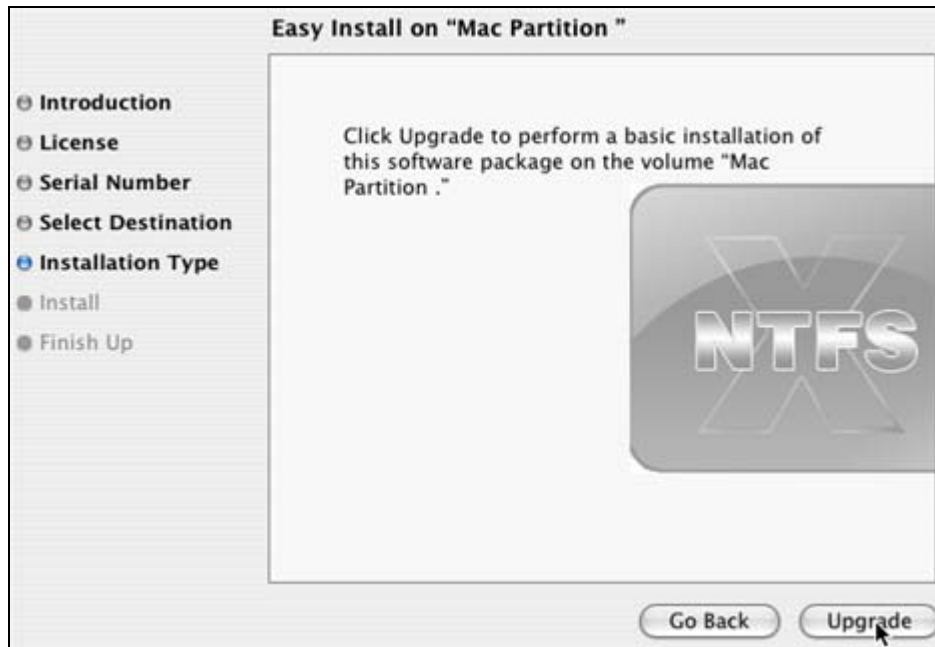 Easy Install on “Mac Partition ”
Introduction
License
Serial Number
Select Destination
Installation Type
Install
Finish Up
Click Upgrade to perform a basic installation of
this software package on the volume “Mac
Partition .”
X
NTFS
Go Back
Upgrade